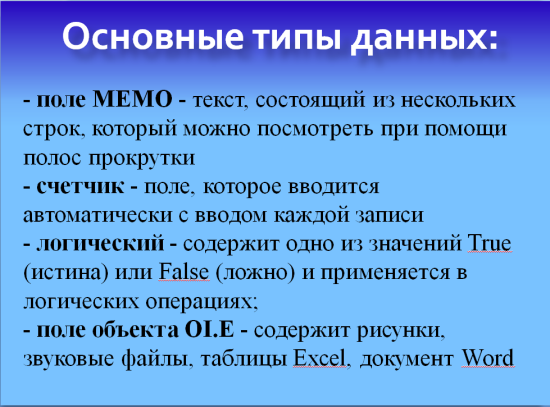 Основные типы данных:
- поле МЕМО - текст, состоящий из нескольких
строк, который можно посмотреть при помощи
полос прокрутки
- счетчик - поле, которое вводится
автоматически с вводом каждой записи
- логический - содержит одно из значений True
(истина) или False (ложно) и применяется в
логических операциях;
- поле объекта OI.E - содержит рисунки,
звуковые файлы, таблицы Excel, документ Word